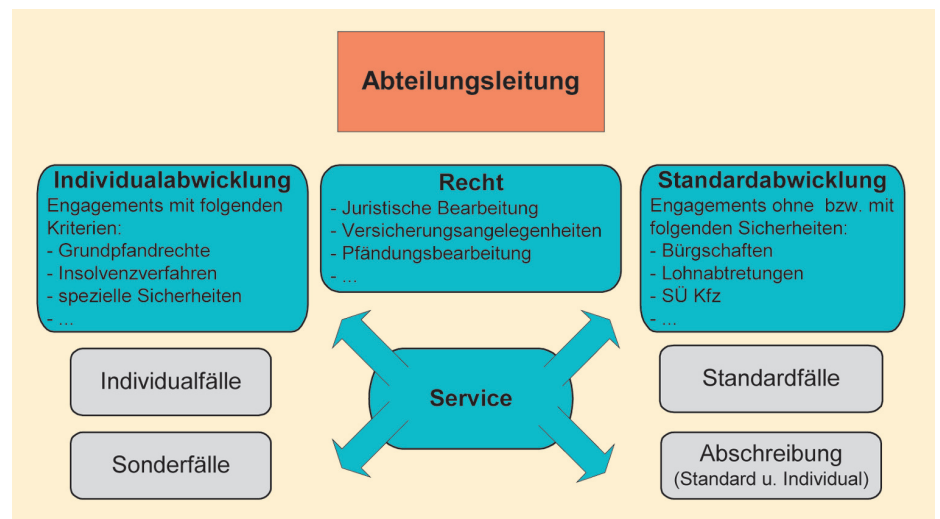 Abteilungsleitung
Individualabwicklung
Engagements mit folgenden
Kriterien:
- Grundpfandrechte
- Insolvenzverfahren
- spezielle Sicherheiten
- ...
Recht
- Juristische Bearbeitung
- Versicherungsangelegenheiten
- Pfändungsbearbeitung
- ...
Standardabwicklung
Engagements ohne bzw. mit
folgenden Sicherheiten:
- Bürgschaften
- Lohnabtretungen
- SÜ Kfz
- ...
Individualfälle
Sonderfälle
Service
Standardfälle
Abschreibung
(Standard u. Individual)